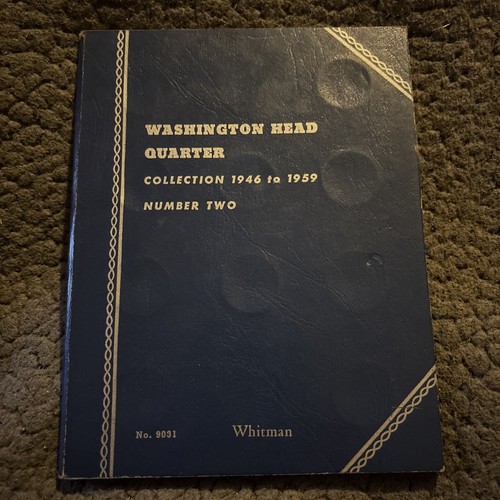 WASHINGTON HEAD
QUARTER
COLLECTION 1946 to 1959
NUMBER TWO
No. 9031 Whitman